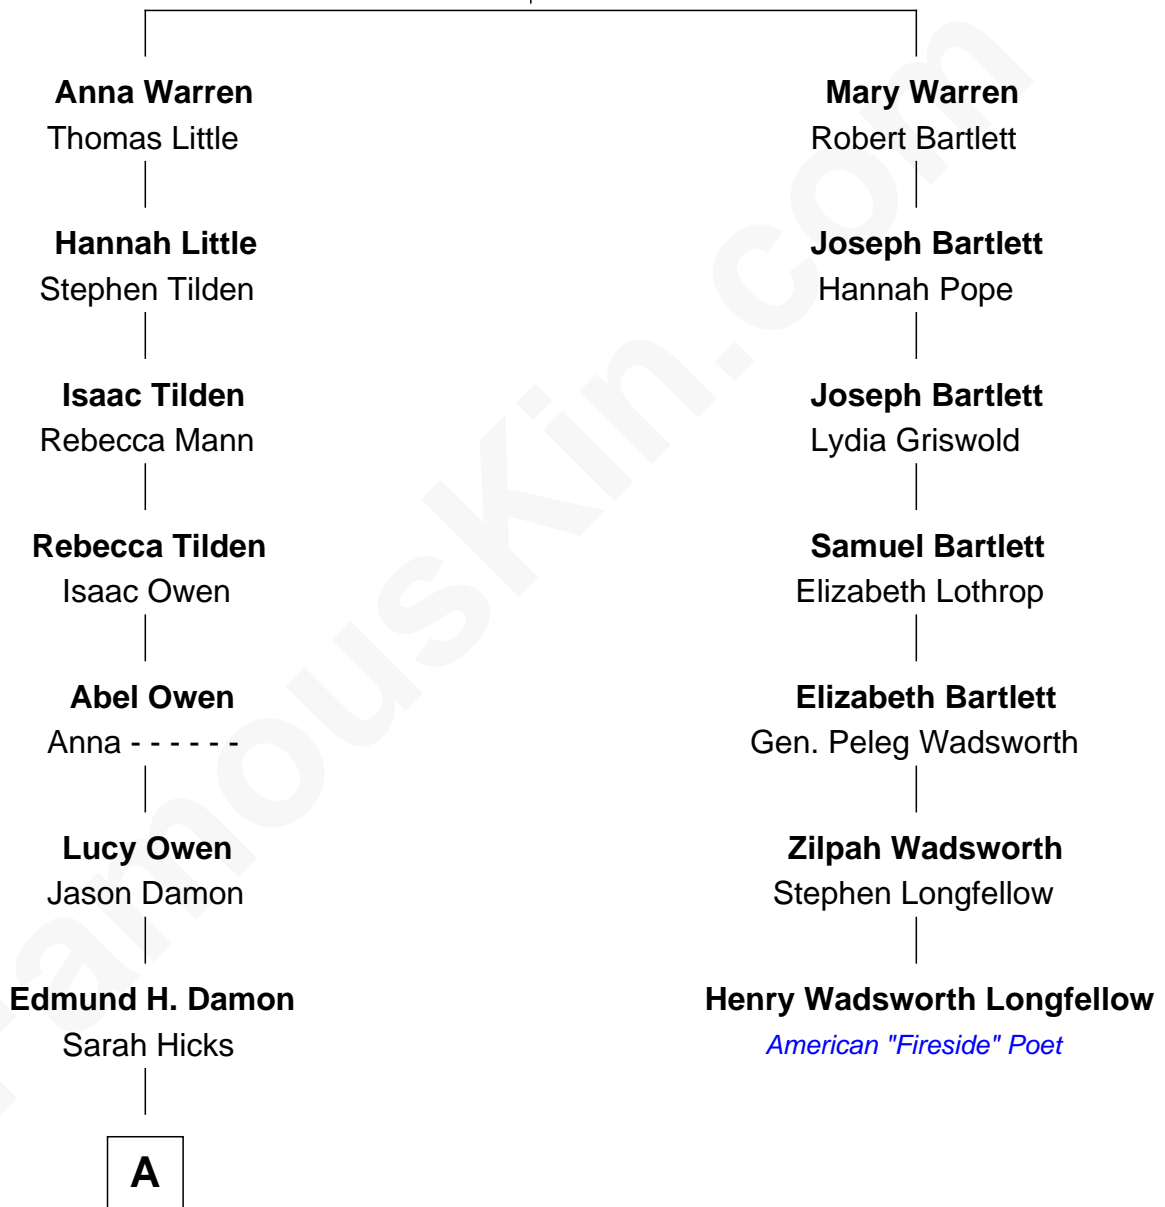 Anna Warren
Thomas Little
Hannah Little
Stephen Tilden
Isaac Tilden
Rebecca Mann
Rebecca Tilden
Isaac Owen
Abel Owen
Anna - - - - - -
Lucy Owen
Jason Damon
Edmund H. Damon
Sarah Hicks
A
Mary Warren
Robert Bartlett
Joseph Bartlett
Hannah Pope
Joseph Bartlett
Lydia Griswold
Samuel Bartlett
Elizabeth Lothrop
Elizabeth Bartlett
Gen. Peleg Wadsworth
Zilpah Wadsworth
Stephen Longfellow
Henry Wadsworth Longfellow
American "Fireside" Poet
FamousKin.com